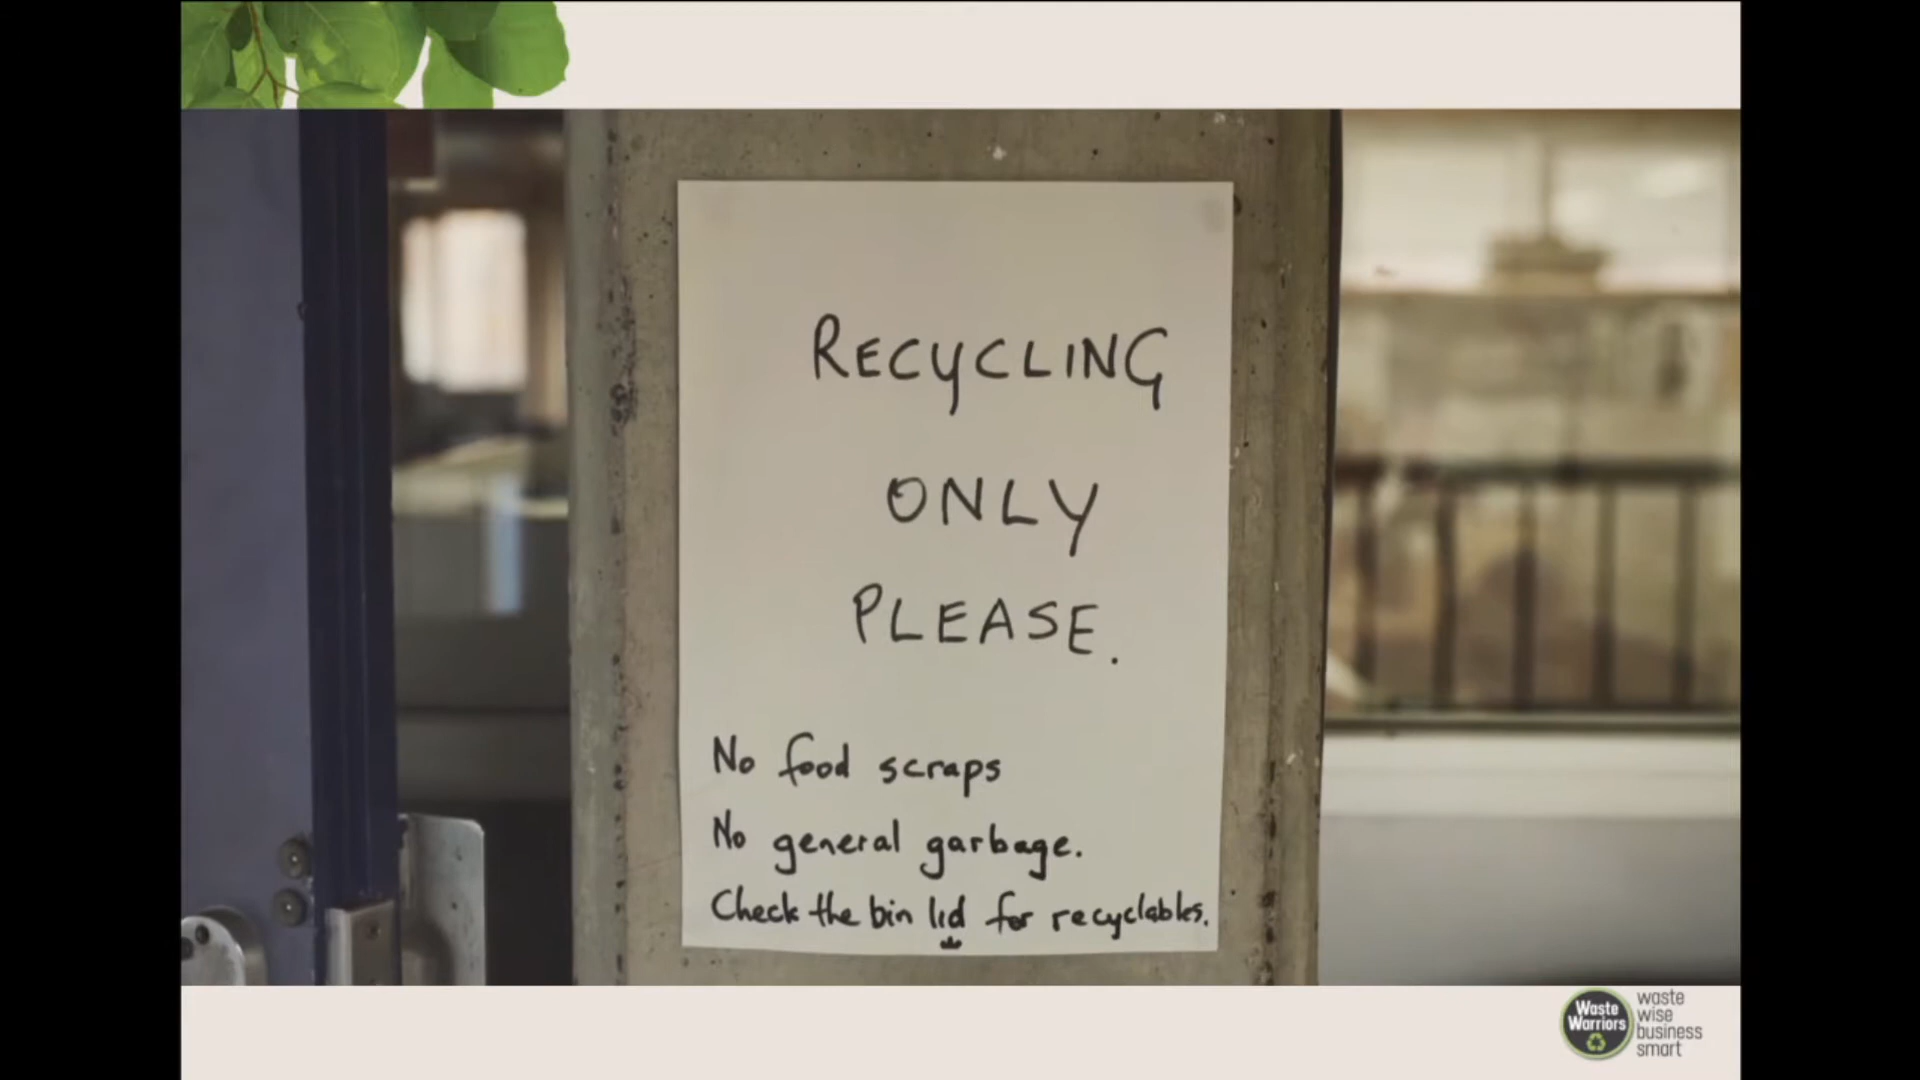 RECYCLING
ONLY
PLEASE.
No food scraps
No general garbage.
Check the bin lid for recyclables.
Waste
Warriors
waste
wise
business
smart